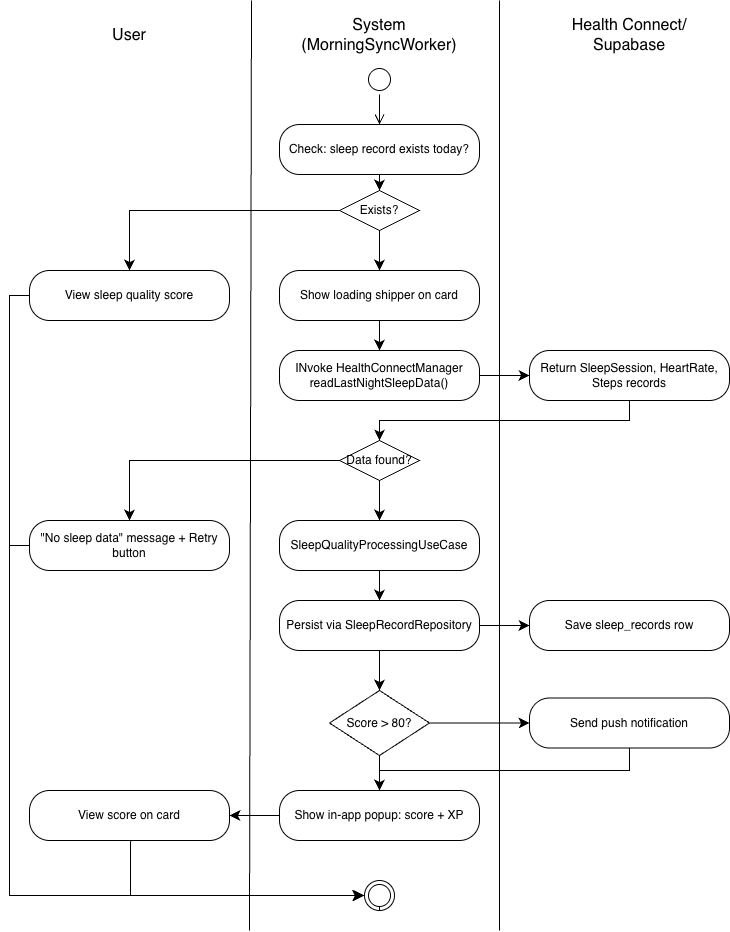 User
System
(MorningSyncWorker)
Health Connect/
Supabase
Check: sleep record exists today?
Exists?
View sleep quality score
Show loading shipper on card
INvoke HealthConnectManager
readLastNightSleepData()
Return SleepSession, HeartRate,
Steps records
Data found?
"No sleep data" message + Retry
button
SleepQualityProcessingUseCase
Persist via SleepRecordRepository
Save sleep_records row
Score > 80?
Send push notification
View score on card
Show in-app popup: score + XP